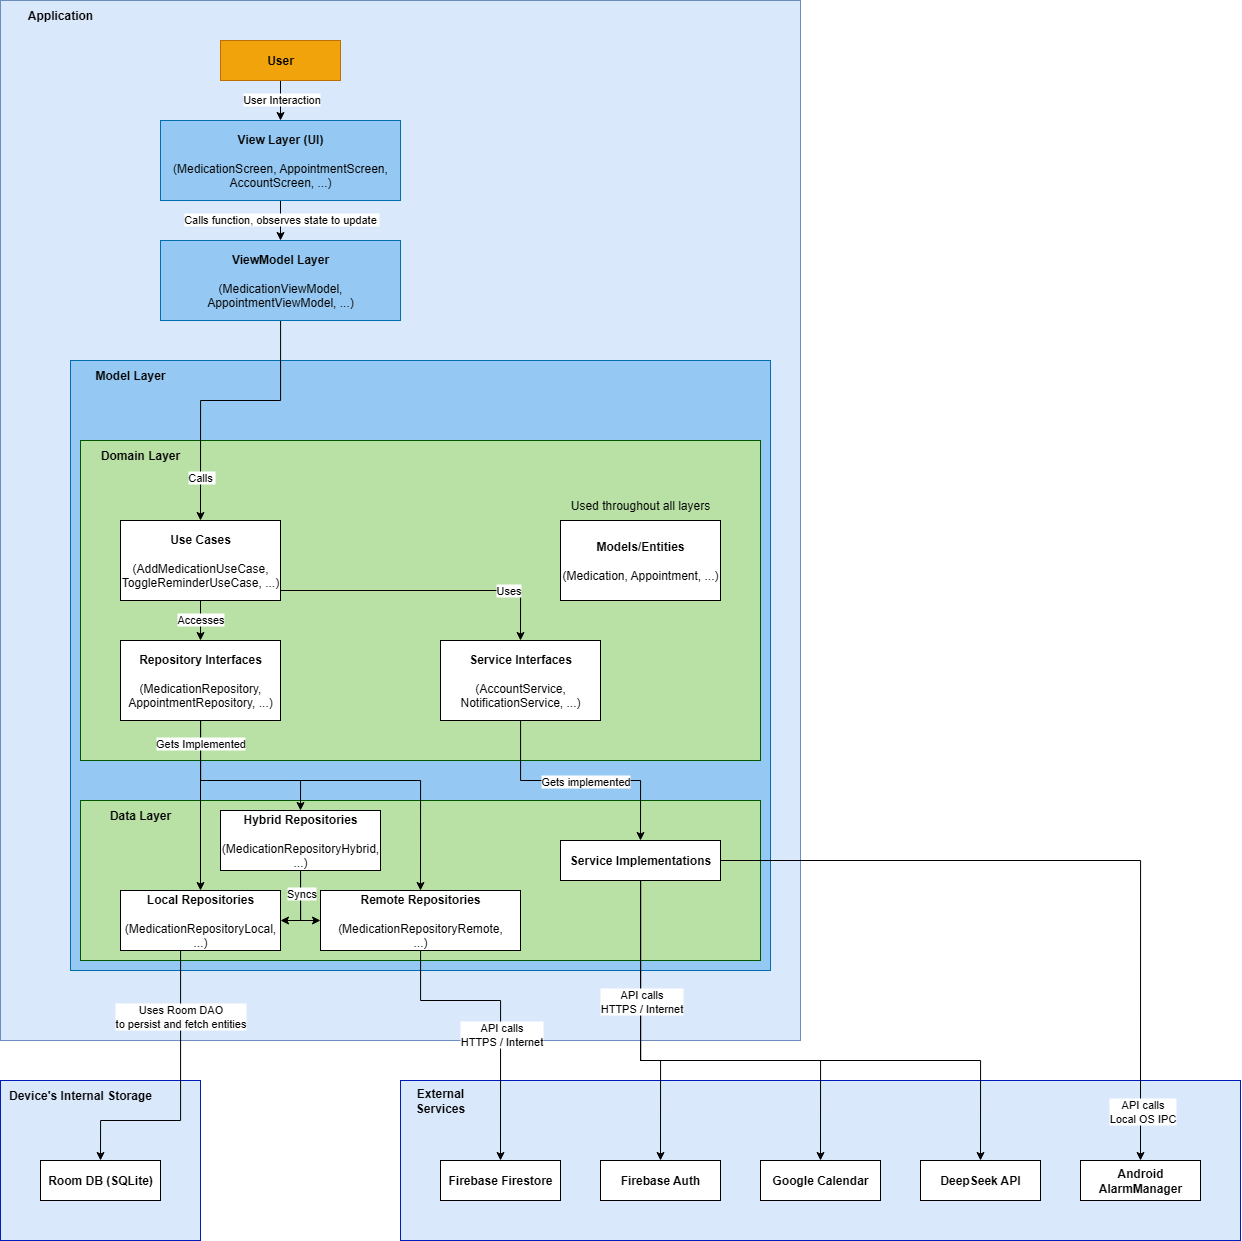 Application
User
User Interaction
View Layer (UI)
(MedicationScreen, AppointmentScreen,
AccountScreen, ...)
Calls function, observes state to update
ViewModel Layer
(MedicationViewModel,
AppointmentViewModel, ...)
Model Layer
Domain Layer
Calls
Used throughout all layers
Use Cases
(AddMedicationUseCase,
ToggleReminderUseCase, ...)
Models/Entities
(Medication, Appointment, ...)
Uses
Accesses
Repository Interfaces
(MedicationRepository,
AppointmentRepository, ...)
Service Interfaces
(AccountService,
NotificationService, ...)
Gets Implemented
Gets implemented
Data Layer
Hybrid Repositories
(MedicationRepositoryHybrid,
...)
Service Implementations
Syncs
Local Repositories
(MedicationRepositoryLocal,
...)
Remote Repositories
(MedicationRepositoryRemote,
...)
Uses Room DAO
to persist and fetch entities
API calls
HTTPS / Internet
API calls
HTTPS / Internet
Device's Internal Storage
Room DB (SQLite)
External
Services
API calls
Local OS IPC
Firebase Firestore
Firebase Auth
Google Calendar
DeepSeek API
Android
AlarmManager